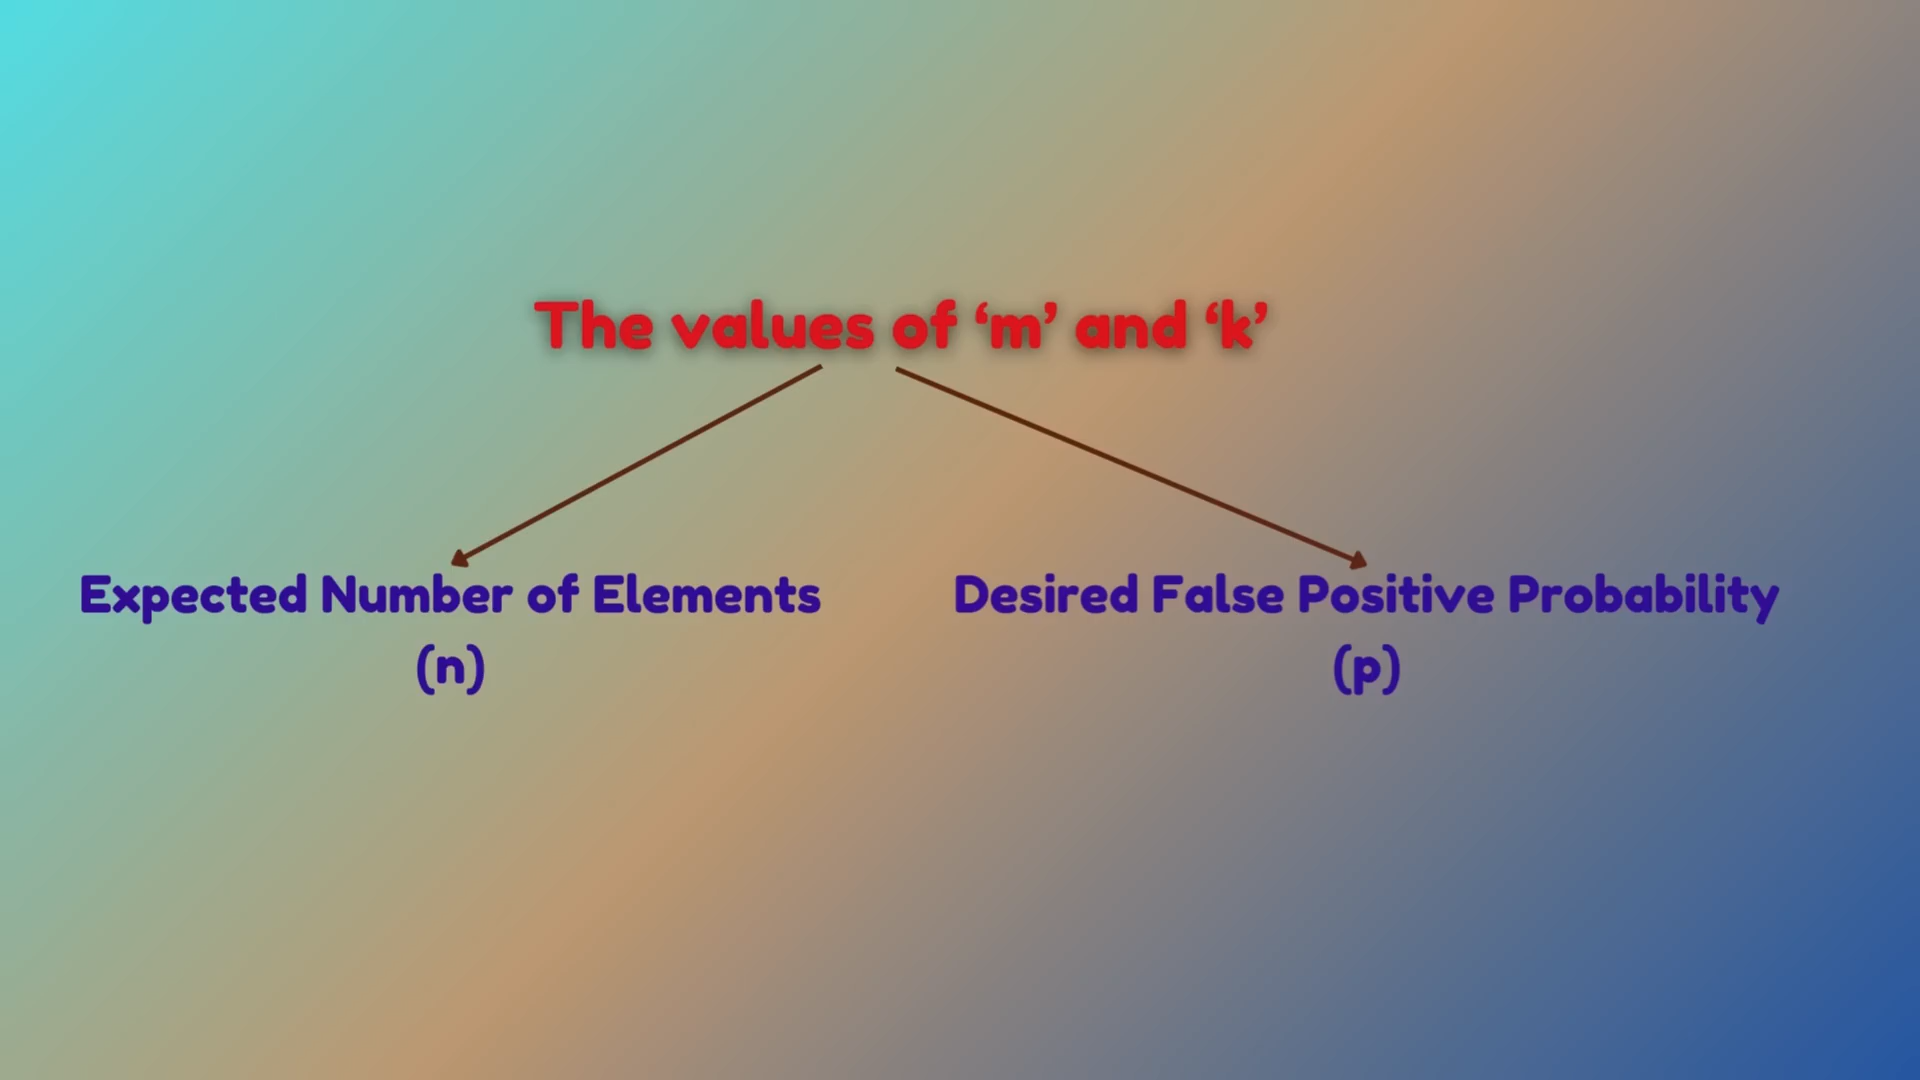 The values of ‘m’ and ‘k’
Expected Number of Elements
(n)
Desired False Positive Probability
(p)